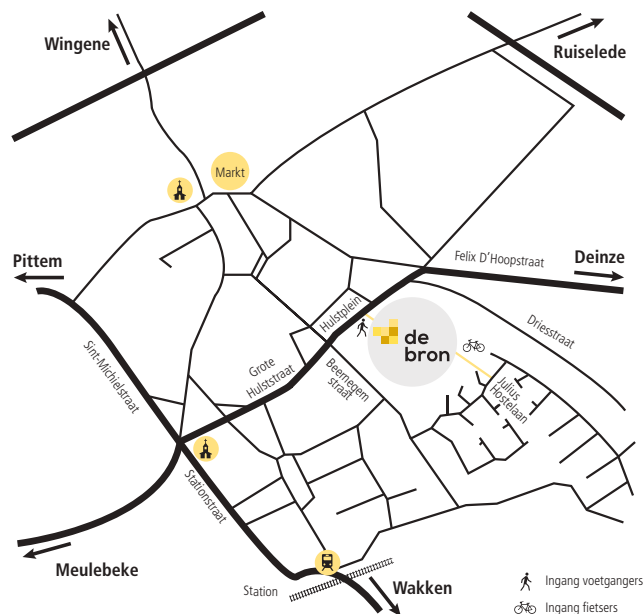 Wingene
Ruiselede
Markt
Pittem
Felix D'Hoopstraat
Deinze
Hulstplein
de
bron
Driesstraat
Sint-Michielstraat
Grote
Hulststraat
Beernegem
straat
Julius
Hostelaan
Stationstraat
Meulebeke
Station
Wakken
Ingang voetgangers
Ingang fietsers